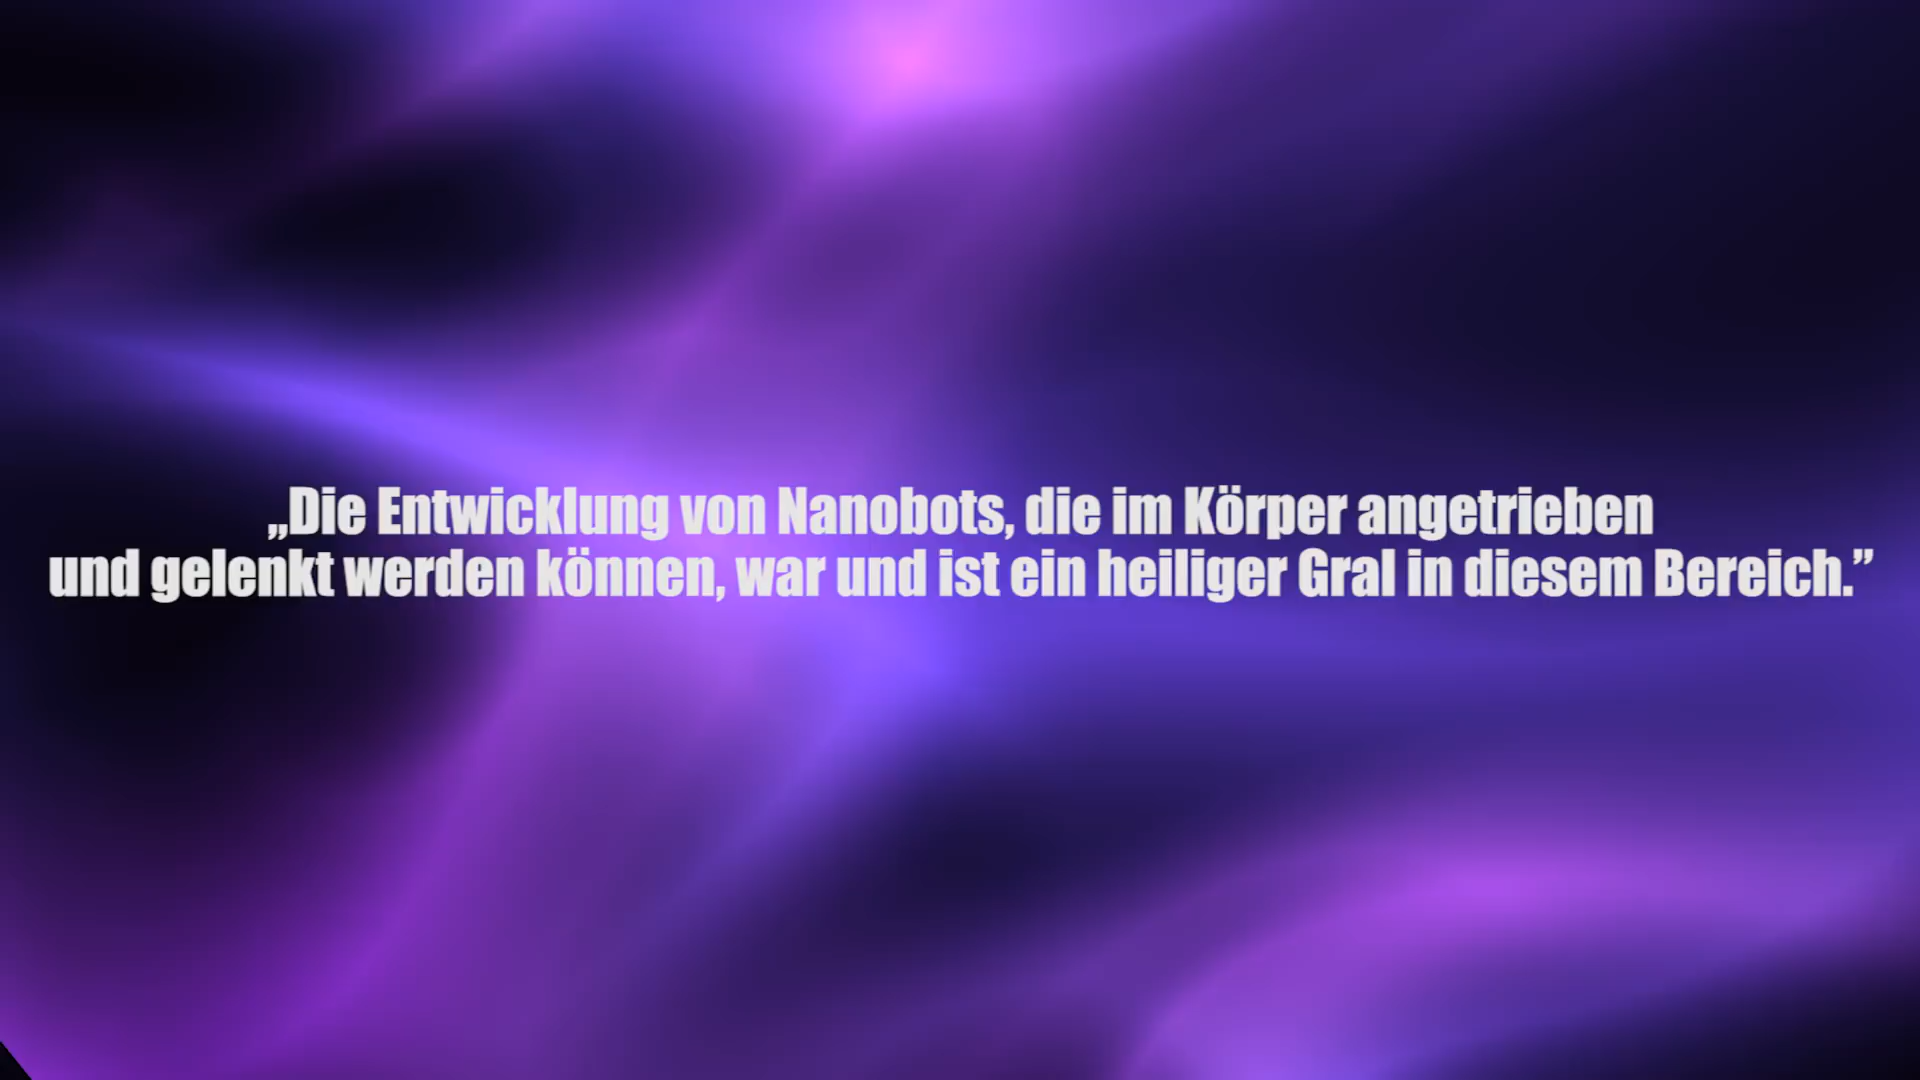 „Die Entwicklung von Nanobots, die im Körper angetrieben
und gelenkt werden können, war und ist ein heiliger Gral in diesem Bereich.”